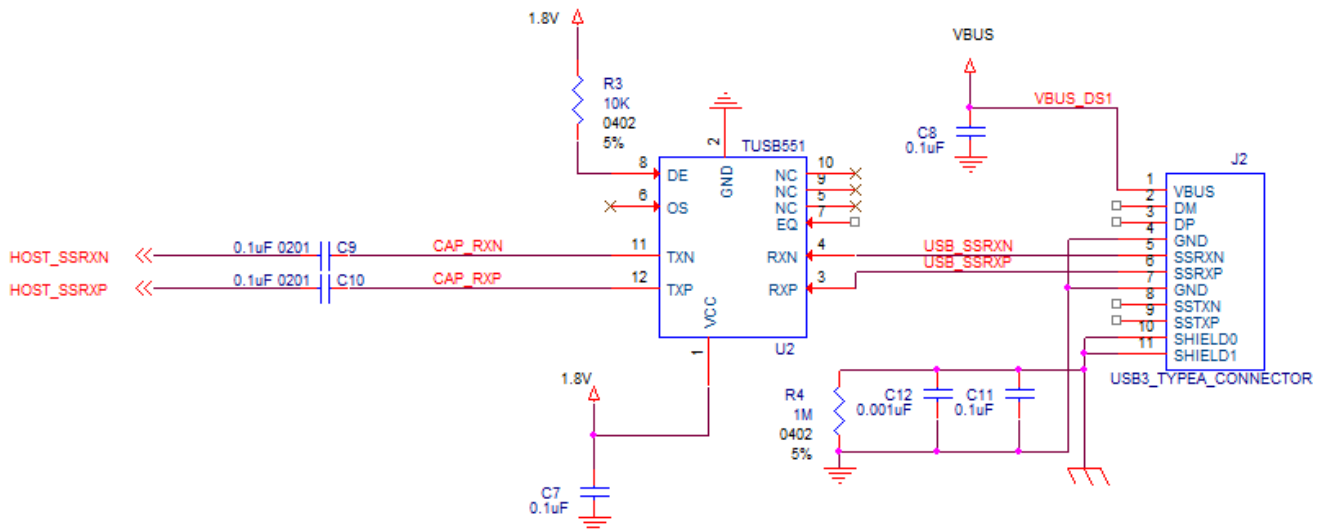 1.8V
VBUS
R3
10K
0402
5%
VBUS_DS1
C8
0.1uF
TUSB551
J2
2
GND
8
DE
6
OS
10
NC
9
NC
5
NC
7
EQ
1
VBUS
2
DM
3
DP
4
GND
5
SSRXN
6
SSRXP
7
GND
8
SSTXN
9
SSTXP
10
SHIELD0
11
SHIELD1
USB3_TYPEA_CONNECTOR
HOST_SSRXN
0.1uF 0201
C9
CAP_RXN
11
TXN
RXN
4
USB_SSRXN
HOST_SSRXP
0.1uF 0201
C10
CAP_RXP
12
TXP
RXP
3
USB_SSRXP
VCC
1
U2
1.8V
C7
0.1uF
R4
1M
0402
5%
C12
0.001uF
C11
0.1uF